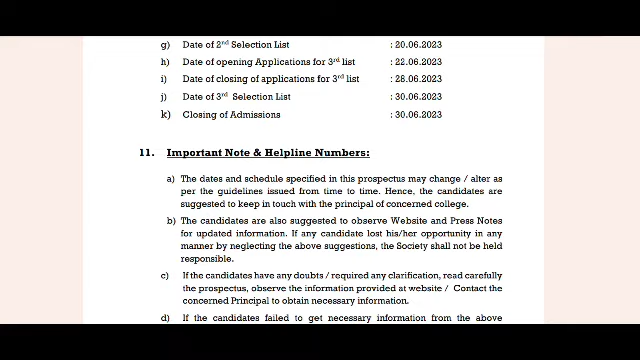 g) Date of 2nd Selection List : 20.06.2023
h) Date of opening Applications for 3rd list : 22.06.2023
i) Date of closing of applications for 3rd list : 28.06.2023
j) Date of 3rd Selection List : 30.06.2023
k) Closing of Admissions : 30.06.2023
11. Important Note & Helpline Numbers:
a) The dates and schedule specified in this prospectus may change / alter as
per the guidelines issued from time to time. Hence, the candidates are
suggested to keep in touch with the principal of concerned college.
b) The candidates are also suggested to observe Website and Press Notes
for updated information. If any candidate lost his/her opportunity in any
manner by neglecting the above suggestions, the Society shall not be held
responsible.
c) If the candidates have any doubts / required any clarification, read carefully
the prospectus, observe the information provided at website / Contact the
concerned Principal to obtain necessary information.
d) If the candidates failed to get necessary information from the above